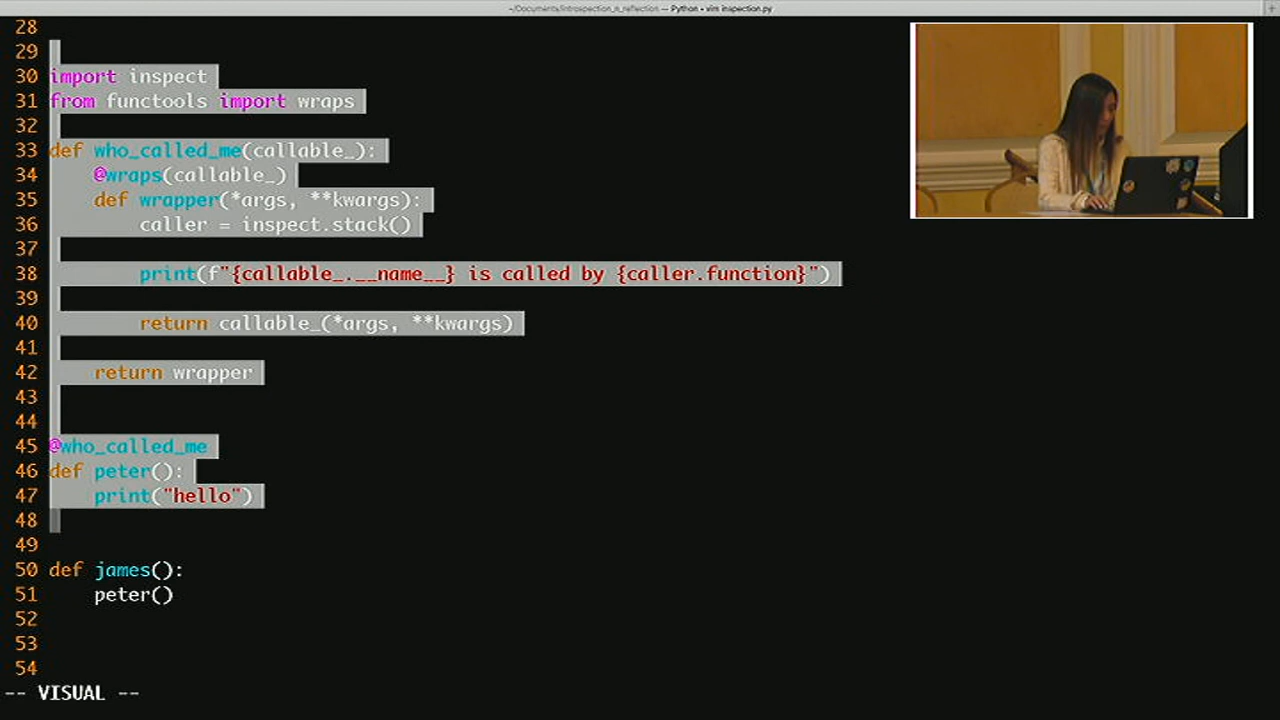 ~/Documents/introspection_n_reflection — Python • vim inspection.py
28
29
30 import inspect
31 from functools import wraps
32
33 def who_called_me(callable_):
34     @wraps(callable_)
35     def wrapper(*args, **kwargs):
36         caller = inspect.stack()
37
38         print(f"{callable_.__name__} is called by {caller.function}")
39
40         return callable_(*args, **kwargs)
41
42     return wrapper
43
44
45 @who_called_me
46 def peter():
47     print("hello")
48
49
50 def james():
51     peter()
52
53
54
-- VISUAL --